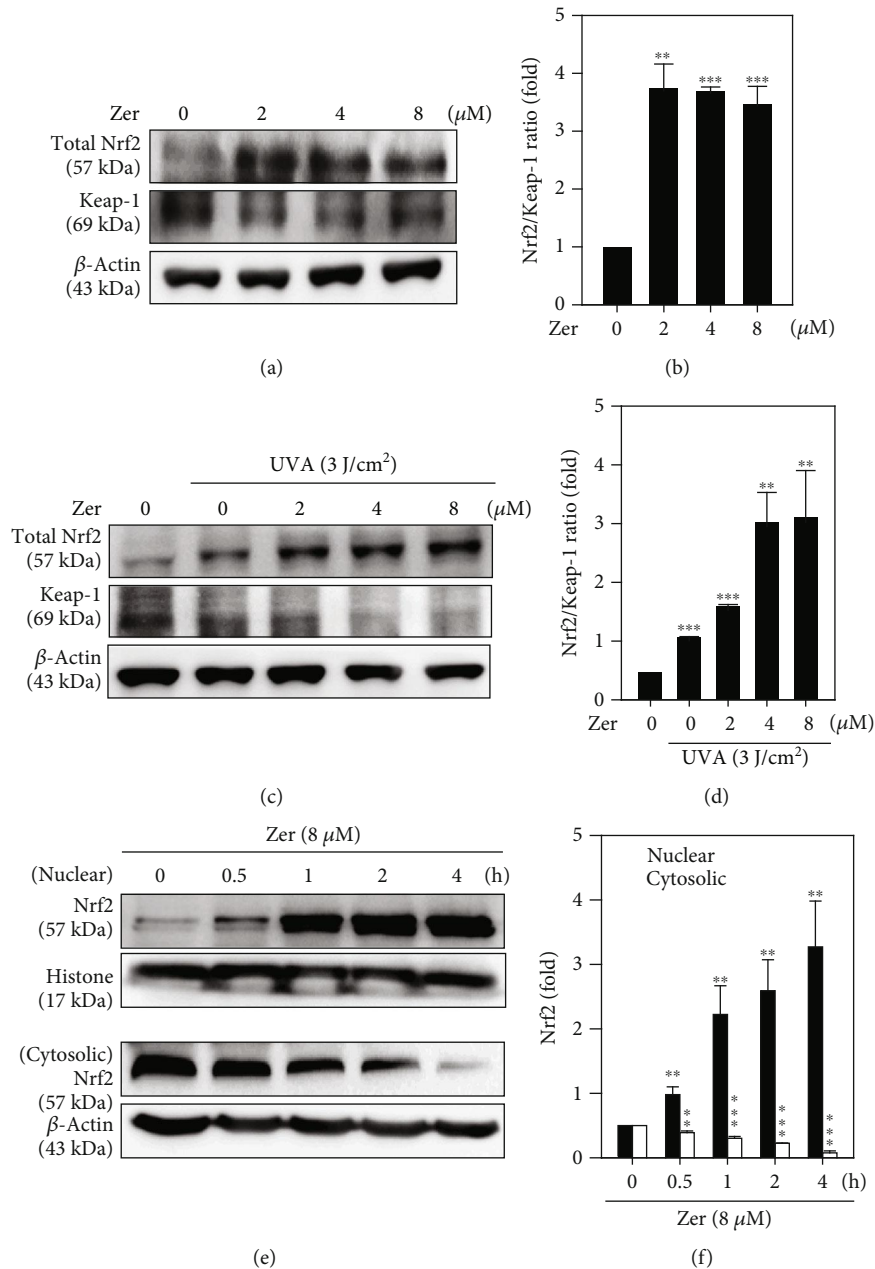 Zer 0 2 4 8 (μM)
Total Nrf2
(57 kDa)
Keap-1
(69 kDa)
β-Actin
(43 kDa)
(a)
5
4
3
2
1
0
Nrf2/Keap-1 ratio (fold)
** *** ***
Zer 0 2 4 8 (μM)
(b)
UVA (3 J/cm²)
Zer 0 0 2 4 8 (μM)
Total Nrf2
(57 kDa)
Keap-1
(69 kDa)
β-Actin
(43 kDa)
(c)
5
4
3
2
1
0
Nrf2/Keap-1 ratio (fold)
*** *** ** **
Zer 0 0 2 4 8 (μM)
UVA (3 J/cm²)
(d)
Zer (8 μM)
(Nuclear) 0 0.5 1 2 4 (h)
Nrf2
(57 kDa)
Histone
(17 kDa)
(Cytosolic)
Nrf2
(57 kDa)
β-Actin
(43 kDa)
(e)
5
4
3
2
1
0
Nrf2 (fold)
Nuclear
Cytosolic
** ** ** **
** *** *** ***
0 0.5 1 2 4 (h)
Zer (8 μM)
(f)